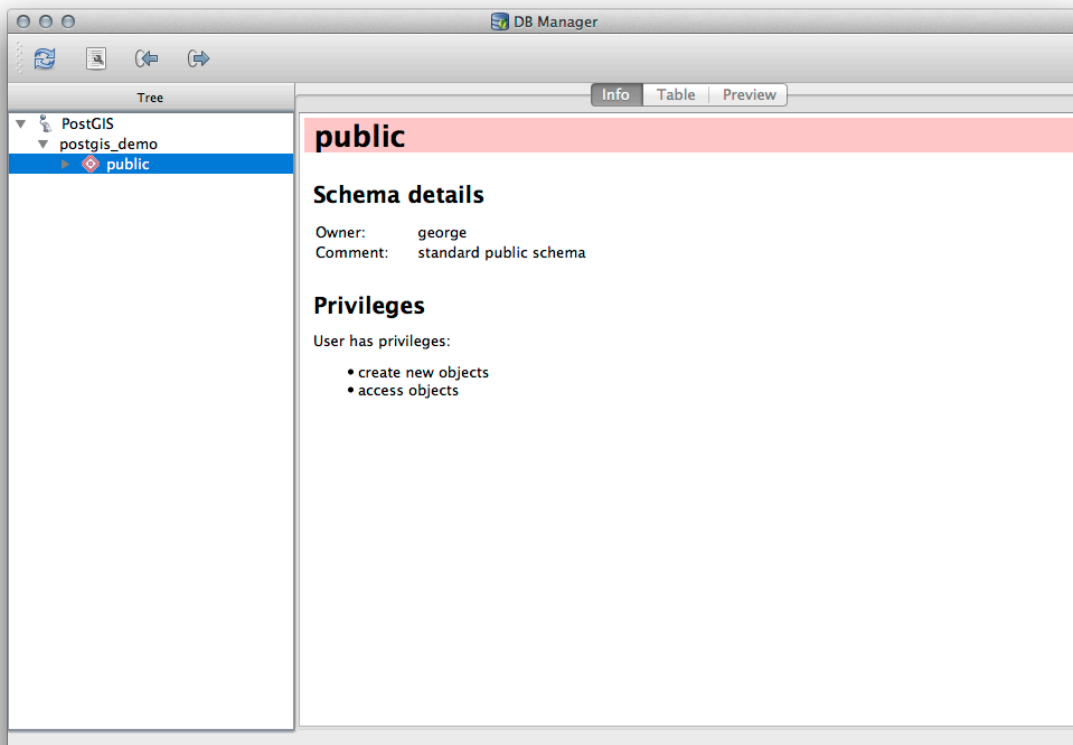 DB Manager
Tree
Info Table Preview
PostGIS
postgis_demo
public
public
Schema details
Owner: george
Comment: standard public schema
Privileges
User has privileges:
• create new objects
• access objects